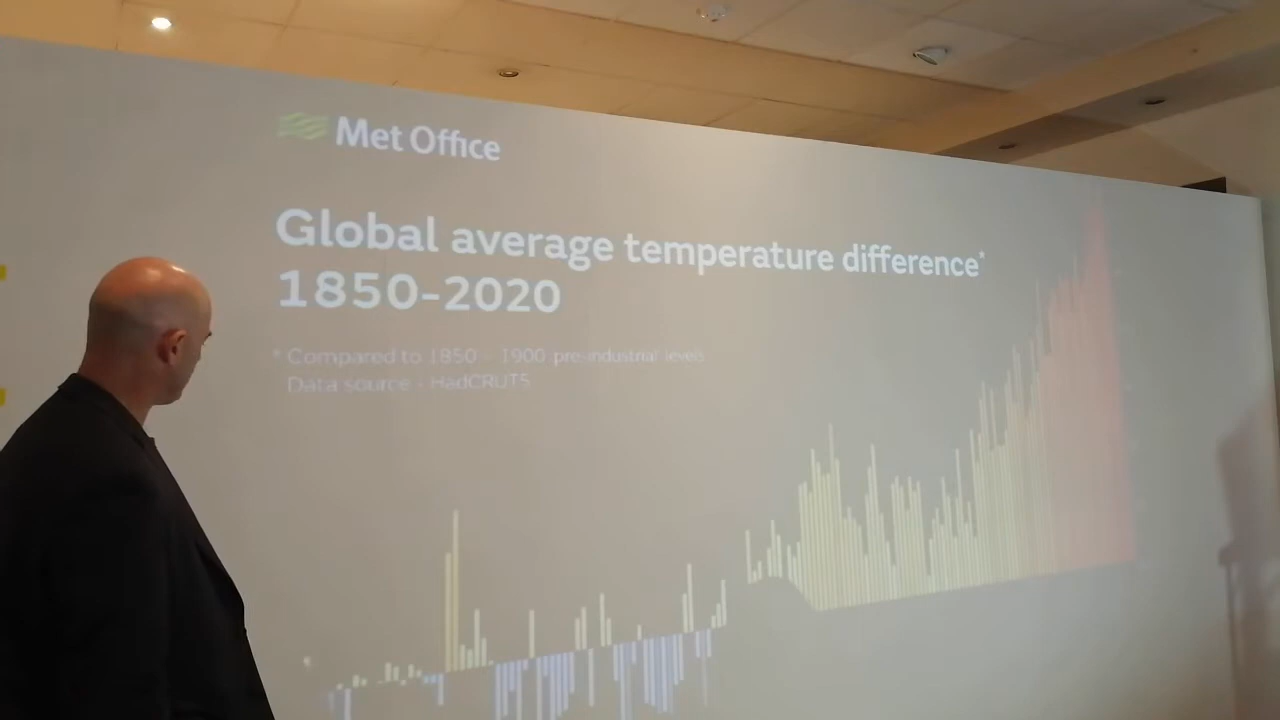 Met Office
Global average temperature difference*
1850-2020
* Compared to 1850 - 1900 pre-industrial levels
Data source - HadCRUT5